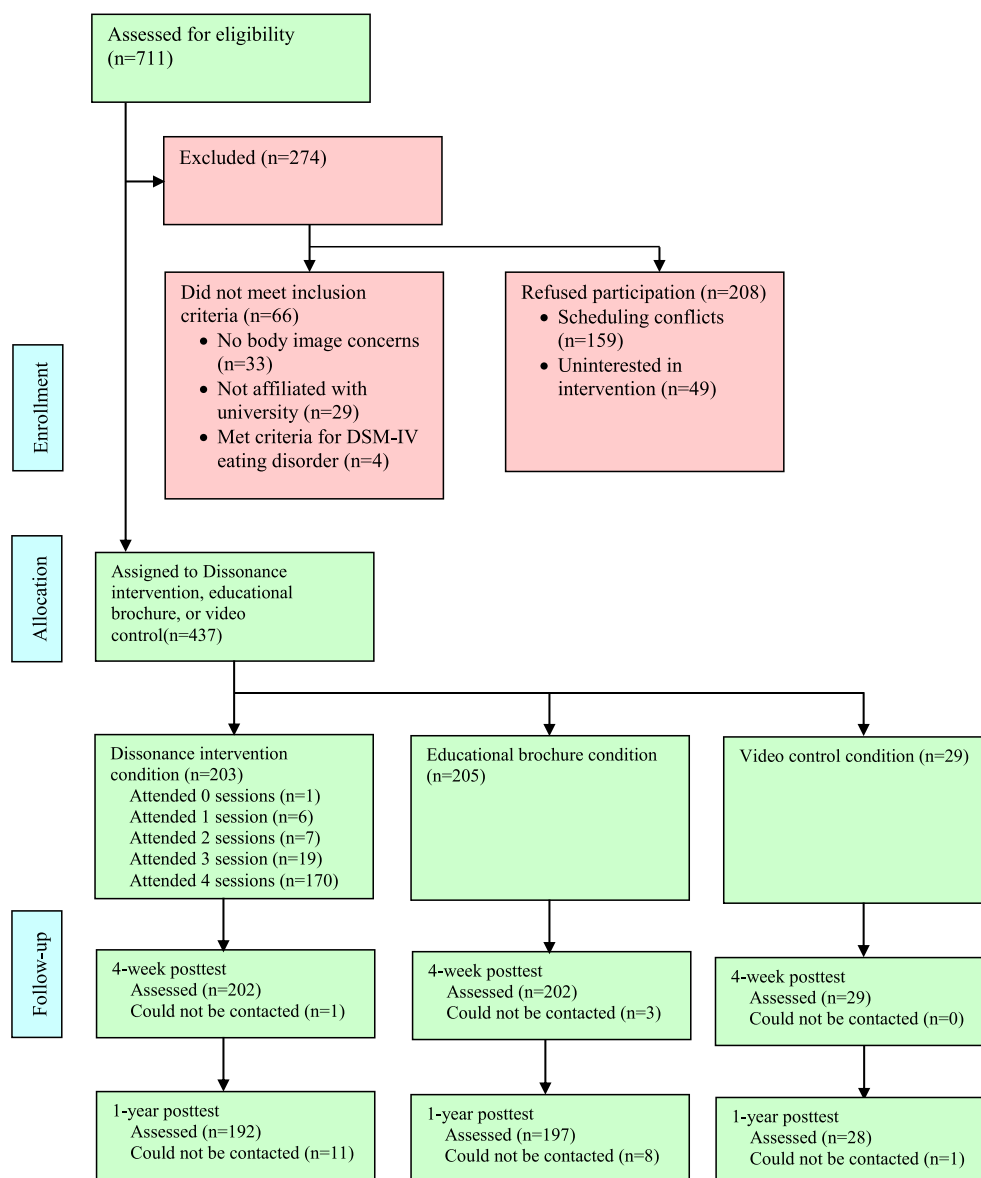 Assessed for eligibility
(n=711)
Excluded (n=274)
Did not meet inclusion
criteria (n=66)
• No body image concerns
(n=33)
• Not affiliated with
university (n=29)
• Met criteria for DSM-IV
eating disorder (n=4)
Refused participation (n=208)
• Scheduling conflicts
(n=159)
• Uninterested in
intervention (n=49)
Enrollment
Allocation
Assigned to Dissonance
intervention, educational
brochure, or video
control(n=437)
Dissonance intervention
condition (n=203)
Attended 0 sessions (n=1)
Attended 1 session (n=6)
Attended 2 sessions (n=7)
Attended 3 session (n=19)
Attended 4 sessions (n=170)
Educational brochure condition
(n=205)
Video control condition (n=29)
Follow-up
4-week posttest
Assessed (n=202)
Could not be contacted (n=1)
4-week posttest
Assessed (n=202)
Could not be contacted (n=3)
4-week posttest
Assessed (n=29)
Could not be contacted (n=0)
1-year posttest
Assessed (n=192)
Could not be contacted (n=11)
1-year posttest
Assessed (n=197)
Could not be contacted (n=8)
1-year posttest
Assessed (n=28)
Could not be contacted (n=1)